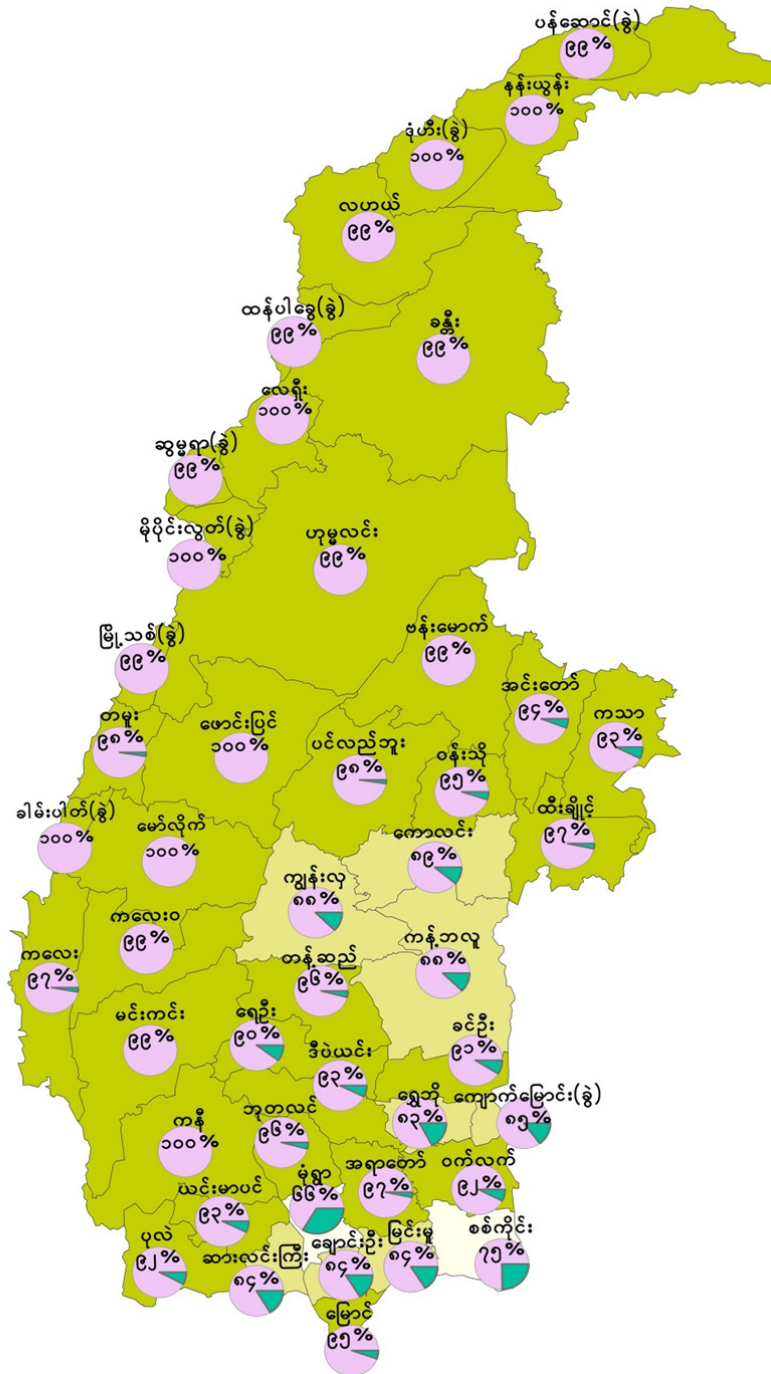 ပန်ဆောင်(ခွဲ)
၉၉%
နန်းယွန်း
၁၀၀%
ဒုံဟီး(ခွဲ)
၁၀၀%
လဟယ်
၉၉%
ထန်ပါခွေ(ခွဲ)
၉၉%
ခန္တီး
၉၉%
လေရှီး
၁၀၀%
ဆွမ္မရာ(ခွဲ)
၉၉%
မိုပိုင်းလွတ်(ခွဲ)
၁၀၀%
ဟုမ္မလင်း
၉၉%
မြို့သစ်(ခွဲ)
၉၉%
ဗန်းမောက်
၉၉%
အင်းတော်
၉၄%
ကသာ
၉၃%
တမူး
၉၈%
ဖောင်းပြင်
၁၀၀%
ပင်လည်ဘူး
၉၈%
ဝန်းသို
၉၅%
ထီးချိုင့်
၉၇%
ခါမ်းပါတ်(ခွဲ)
၁၀၀%
မော်လိုက်
၁၀၀%
ကောလင်း
၈၉%
ကျွန်းလှ
၈၈%
ကလေးဝ
၉၉%
ကန့်ဘလူ
၈၈%
ကလေး
၉၇%
တန့်ဆည်
၉၆%
မင်းကင်း
၉၉%
ရေဦး
၉၀%
ဒီပဲယင်း
၉၃%
ခင်ဦး
၉၁%
ရွှေဘို
၈၃%
ကျောက်မြောင်း(ခွဲ)
၈၅%
ကနီ
၁၀၀%
ဘုတလင်
၉၆%
မုံရွာ
၆၆%
အရာတော်
၉၇%
ဝက်လက်
၉၂%
ယင်းမာပင်
၉၃%
ပုလဲ
၉၂%
ဆားလင်းကြီး
၈၄%
ချောင်းဦး
၈၄%
မြင်းမူ
၈၄%
စစ်ကိုင်း
၇၅%
မြောင်
၉၅%